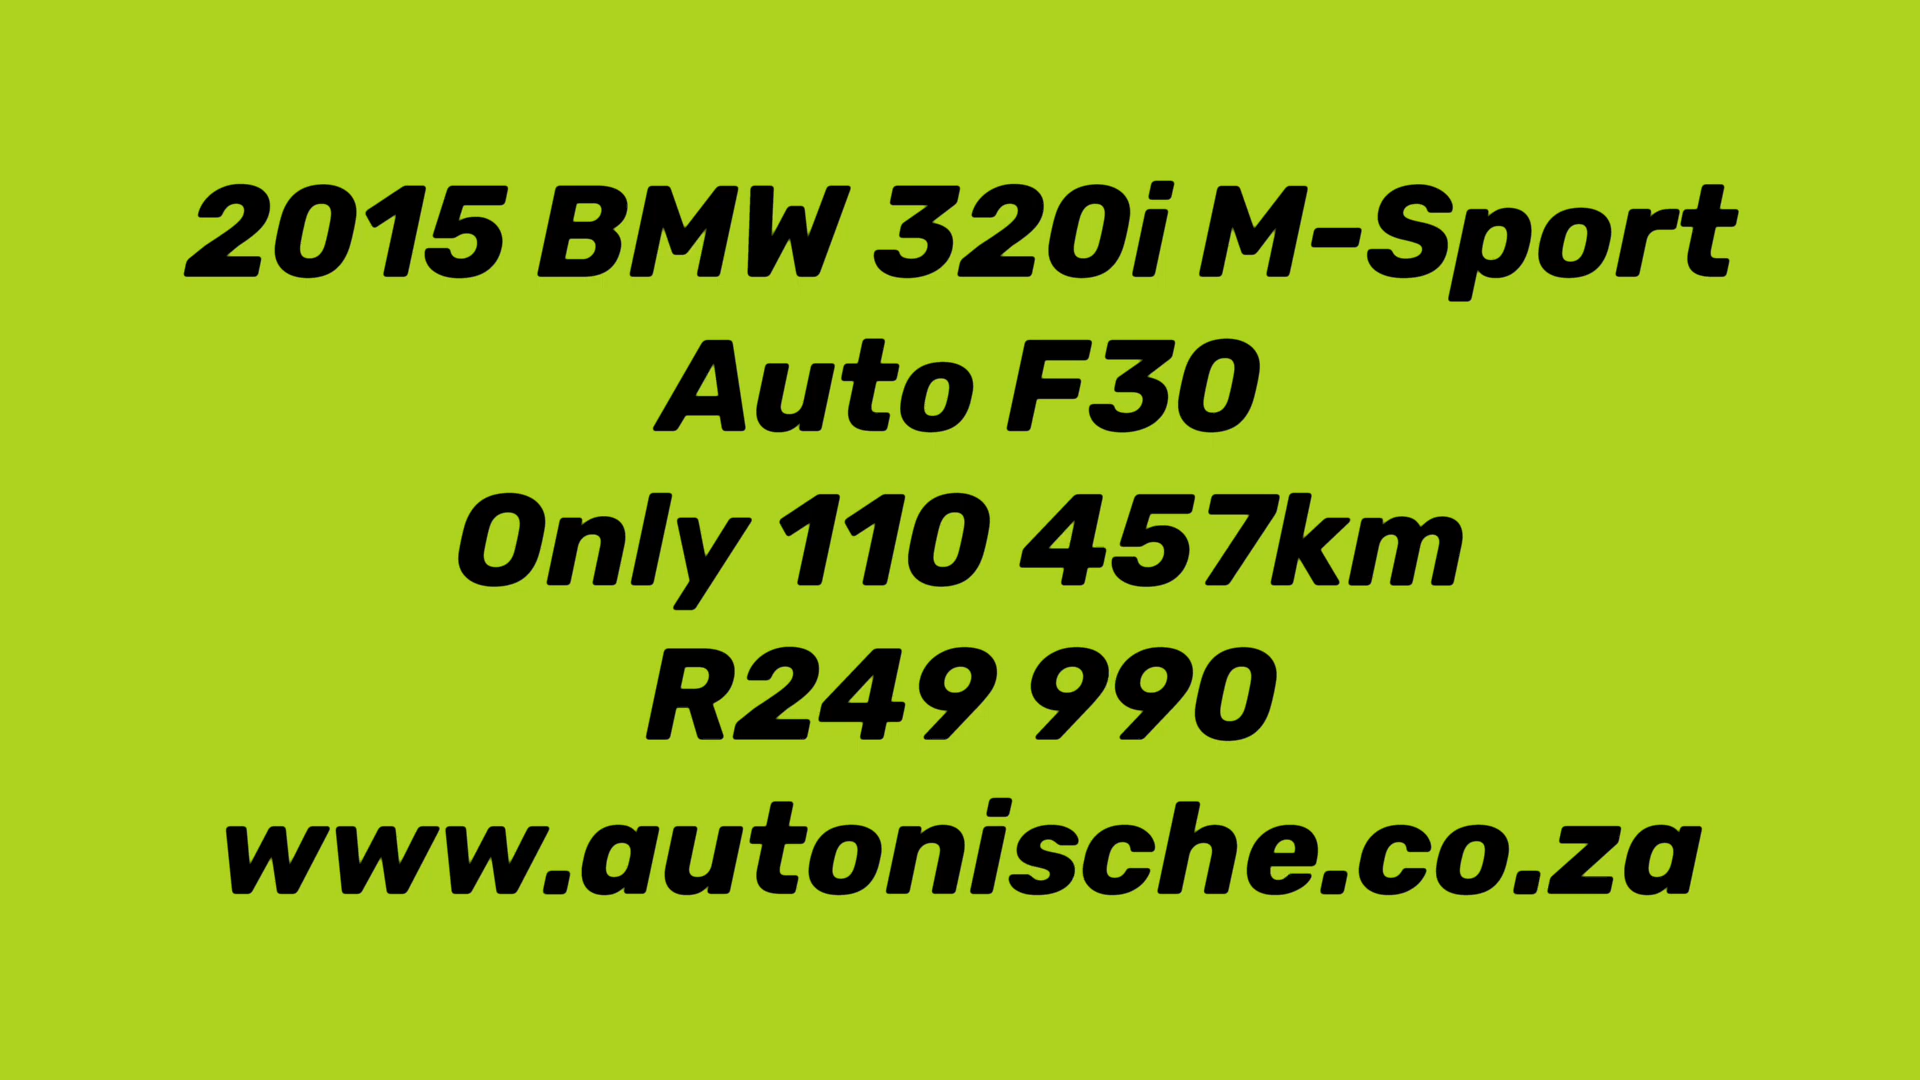 2015 BMW 320i M-Sport
Auto F30
Only 110 457km
R249 990
www.autonische.co.za